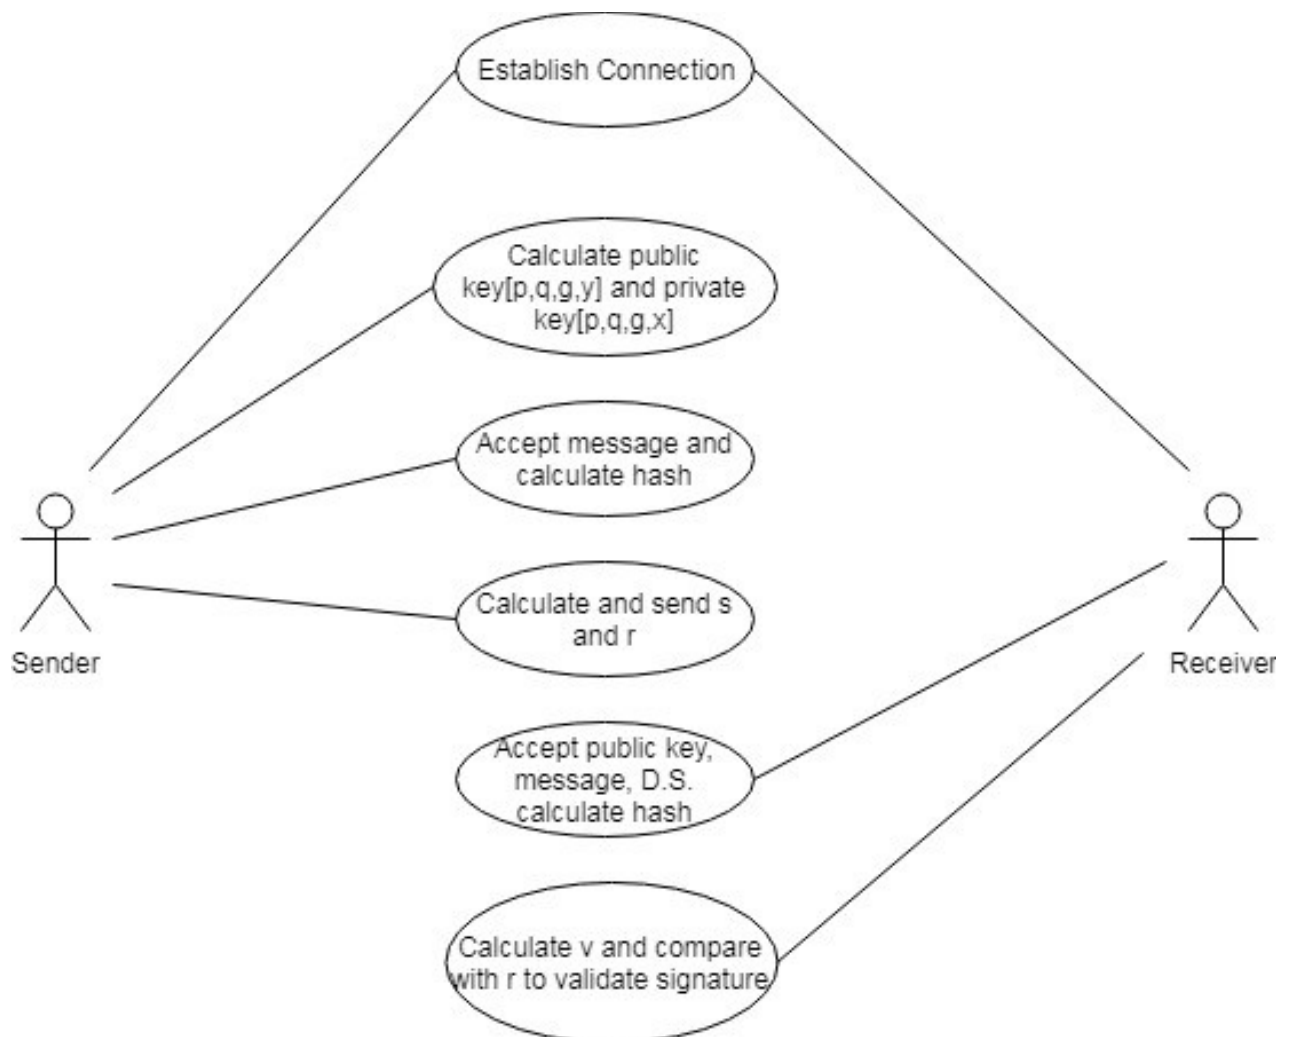 Establish Connection
Calculate public
key[p,q,g,y] and private
key[p,q,g,x]
Accept message and
calculate hash
Calculate and send s
and r
Sender
Receiver
Accept public key,
message, D.S.
calculate hash
Calculate v and compare
with r to validate signature